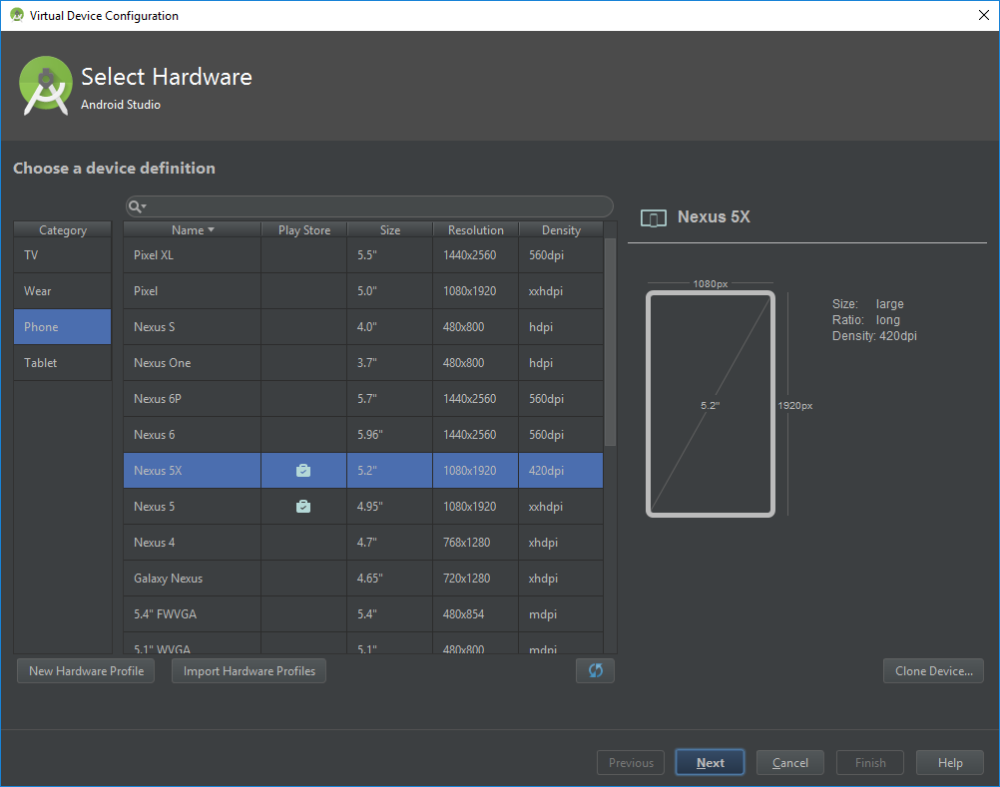 Virtual Device Configuration
Select Hardware
Android Studio
Choose a device definition
Category
TV
Wear
Phone
Tablet
Name Play Store Size Resolution Density
Pixel XL 5.5" 1440x2560 560dpi
Pixel 5.0" 1080x1920 xxhdpi
Nexus S 4.0" 480x800 hdpi
Nexus One 3.7" 480x800 hdpi
Nexus 6P 5.7" 1440x2560 560dpi
Nexus 6 5.96" 1440x2560 560dpi
Nexus 5X 5.2" 1080x1920 420dpi
Nexus 5 4.95" 1080x1920 xxhdpi
Nexus 4 4.7" 768x1280 xhdpi
Galaxy Nexus 4.65" 720x1280 xhdpi
5.4" FWVGA 5.4" 480x854 mdpi
5.1" WVGA 5.1" 480x800 mdpi
Nexus 5X
1080px
5.2"
1920px
Size: large
Ratio: long
Density: 420dpi
New Hardware Profile Import Hardware Profiles Clone Device...
Previous Next Cancel Finish Help